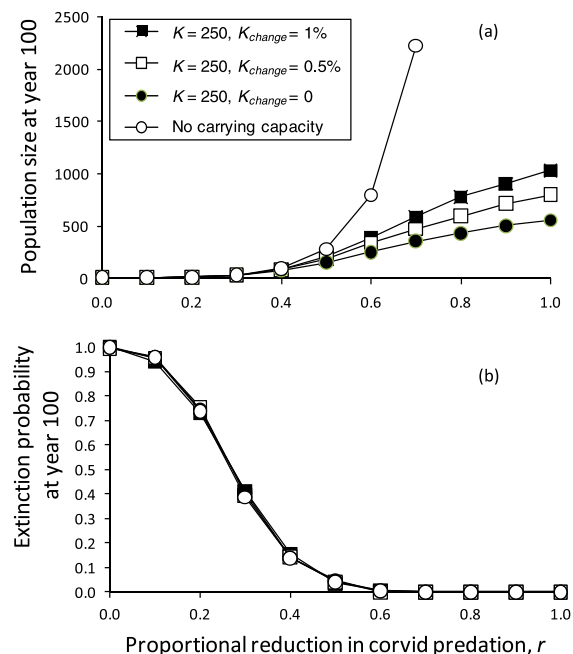 2500
2000
1500
1000
500
0
Population size at year 100
K = 250, Kchange = 1%
K = 250, Kchange = 0.5%
K = 250, Kchange = 0
No carrying capacity
(a)
0.0 0.2 0.4 0.6 0.8 1.0
1.0
0.9
0.8
0.7
0.6
0.5
0.4
0.3
0.2
0.1
0.0
Extinction probability
at year 100
(b)
0.0 0.2 0.4 0.6 0.8 1.0
Proportional reduction in corvid predation, r